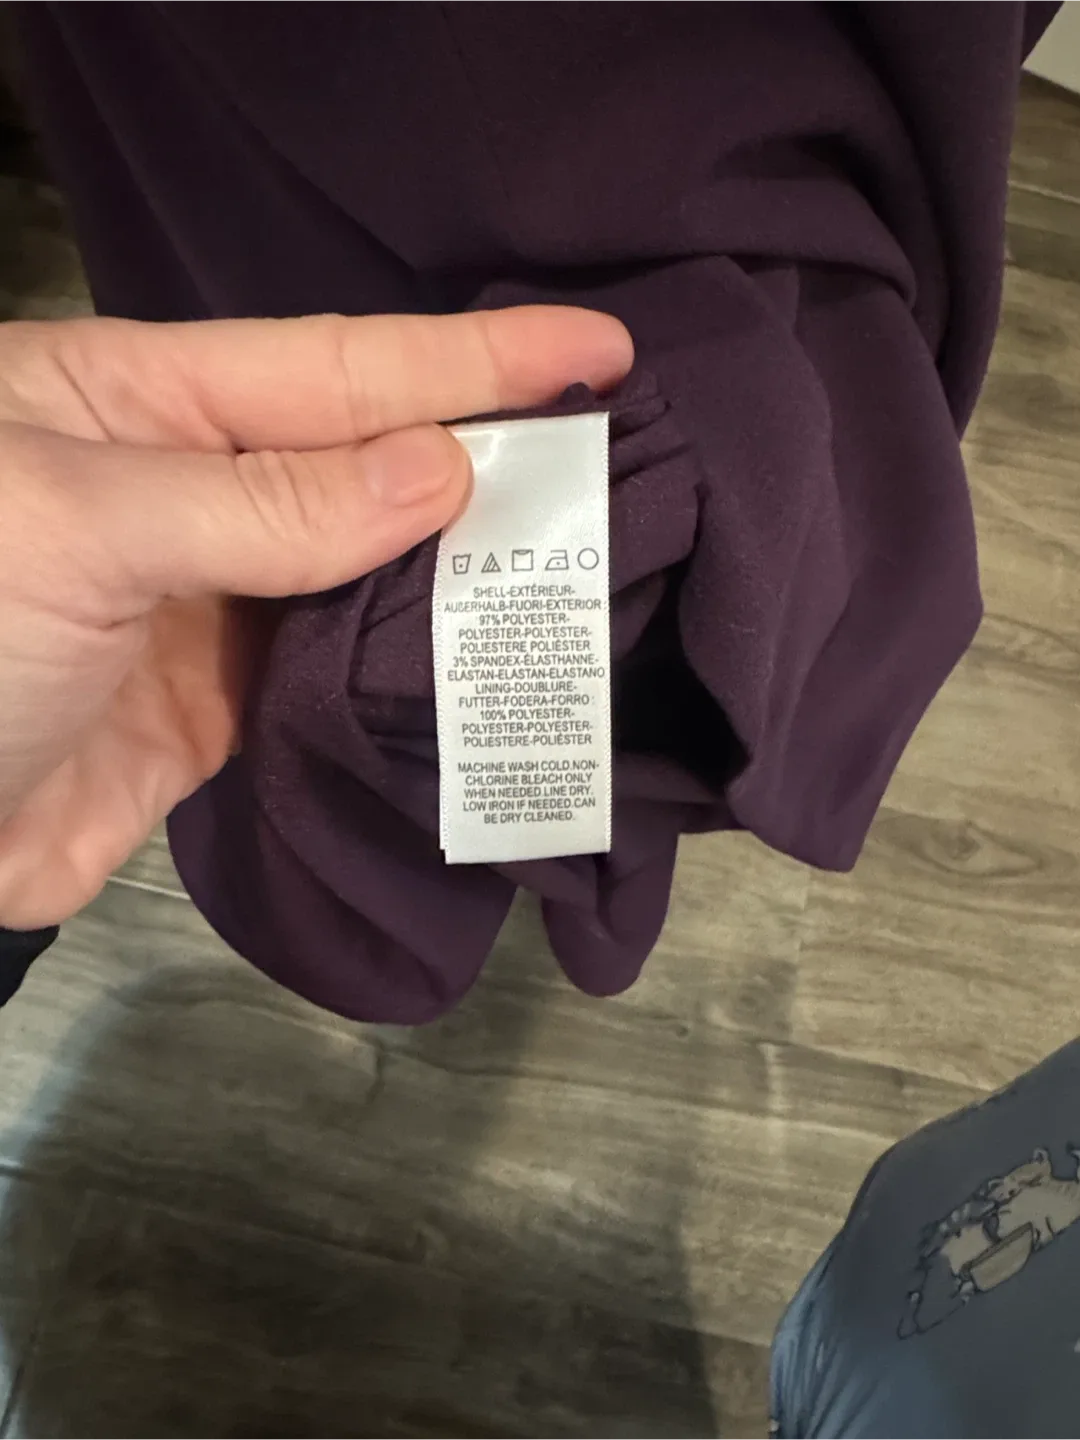 SHELL-EXTÉRIEUR-
AUßERHALB-FUORI-EXTERIOR:
97% POLYESTER-
POLYESTER-POLYESTER-
POLIESTERE POLIÉSTER
3% SPANDEX-ÉLASTHANNE-
ELASTAN-ELASTAN-ELASTANO
LINING-DOUBLURE-
FUTTER-FODERA-FORRO :
100% POLYESTER-
POLYESTER-POLYESTER-
POLIESTERE-POLIÉSTER
MACHINE WASH COLD.NON-
CHLORINE BLEACH ONLY
WHEN NEEDED.LINE DRY.
LOW IRON IF NEEDED.CAN
BE DRY CLEANED.